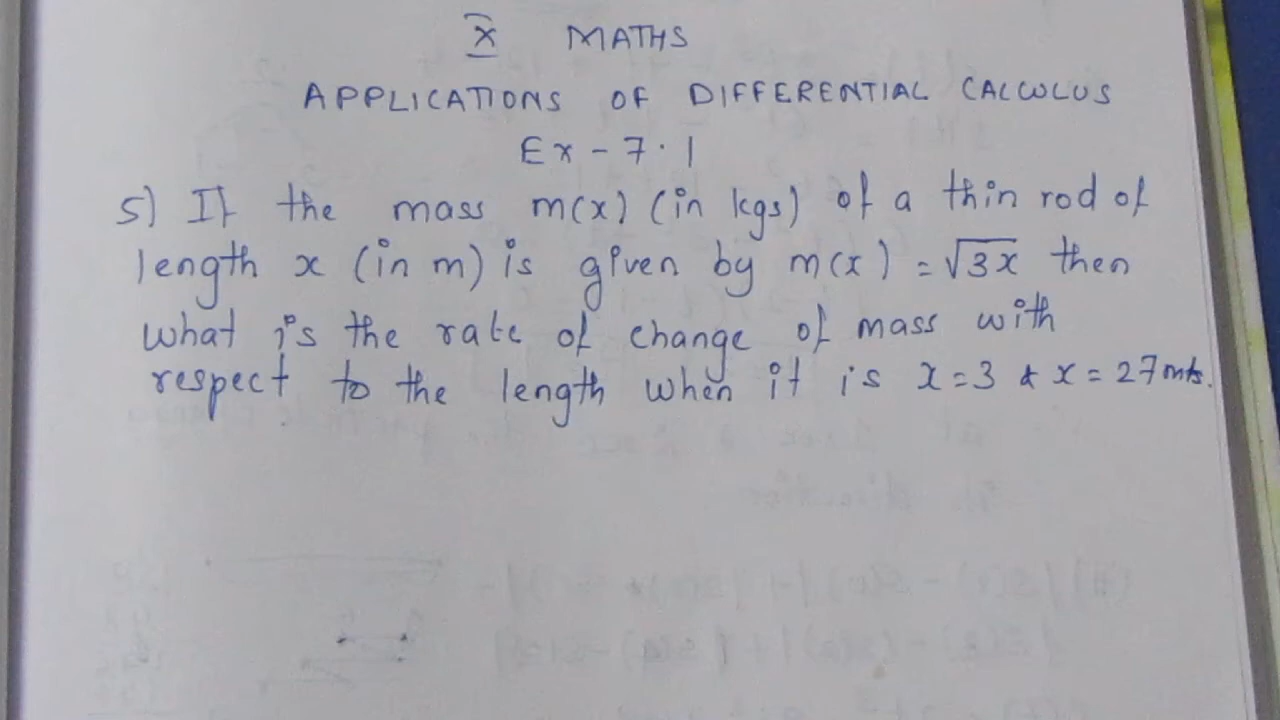 X MATHS
APPLICATIONS OF DIFFERENTIAL CALCULUS
Ex - 7.1
5) If the mass m(x) (in kgs) of a thin rod of
length x (in m) is given by m(x) = √3x then
what is the rate of change of mass with
respect to the length when it is x=3 & x = 27 mts.